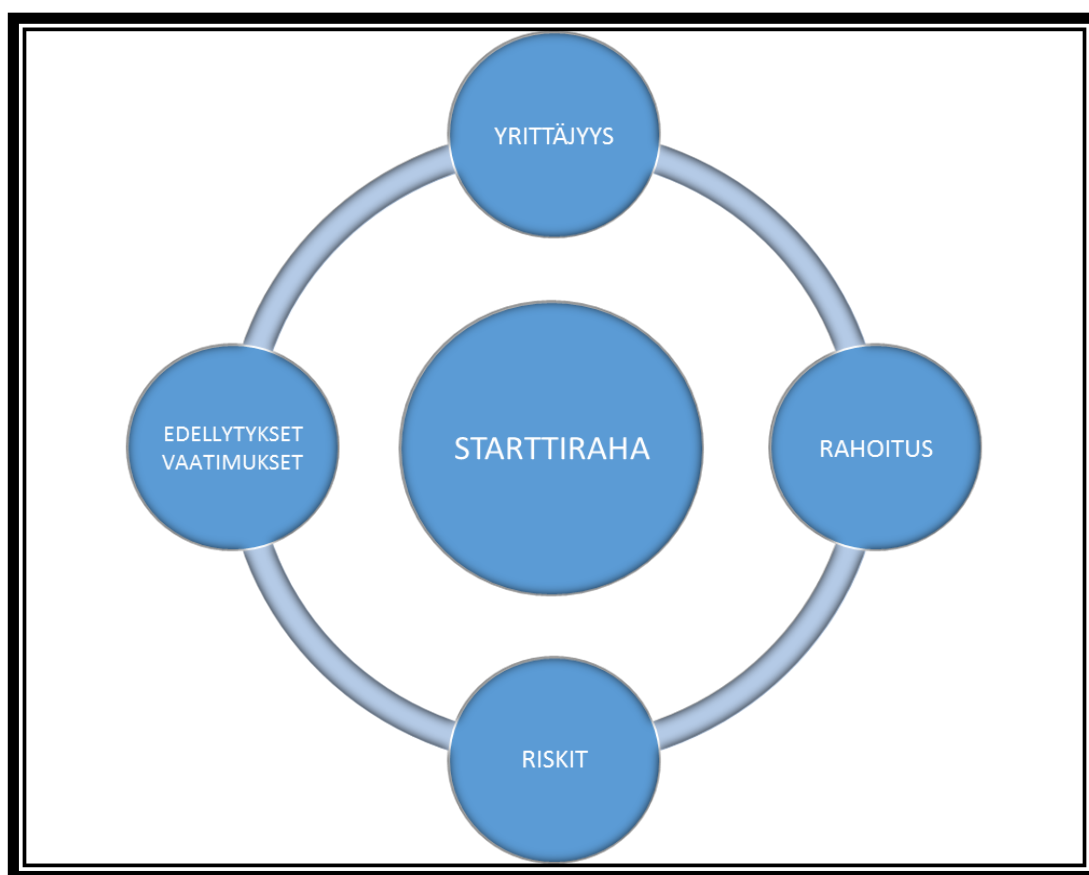 YRITTÄJYYS
EDELLYTYKSET
VAATIMUKSET
STARTTIRAHA
RAHOITUS
RISKIT